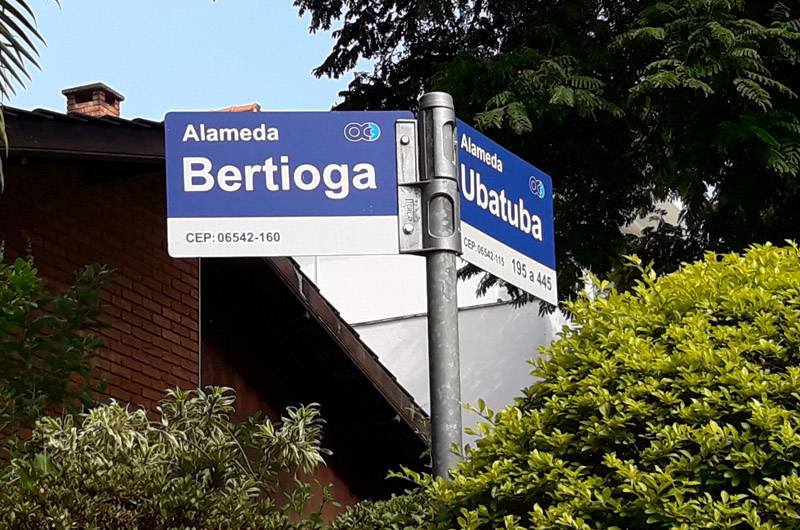 Alameda
Bertioga
CEP: 06542-160
Alameda
Ubatuba
CEP: 06542-115 195 a 445